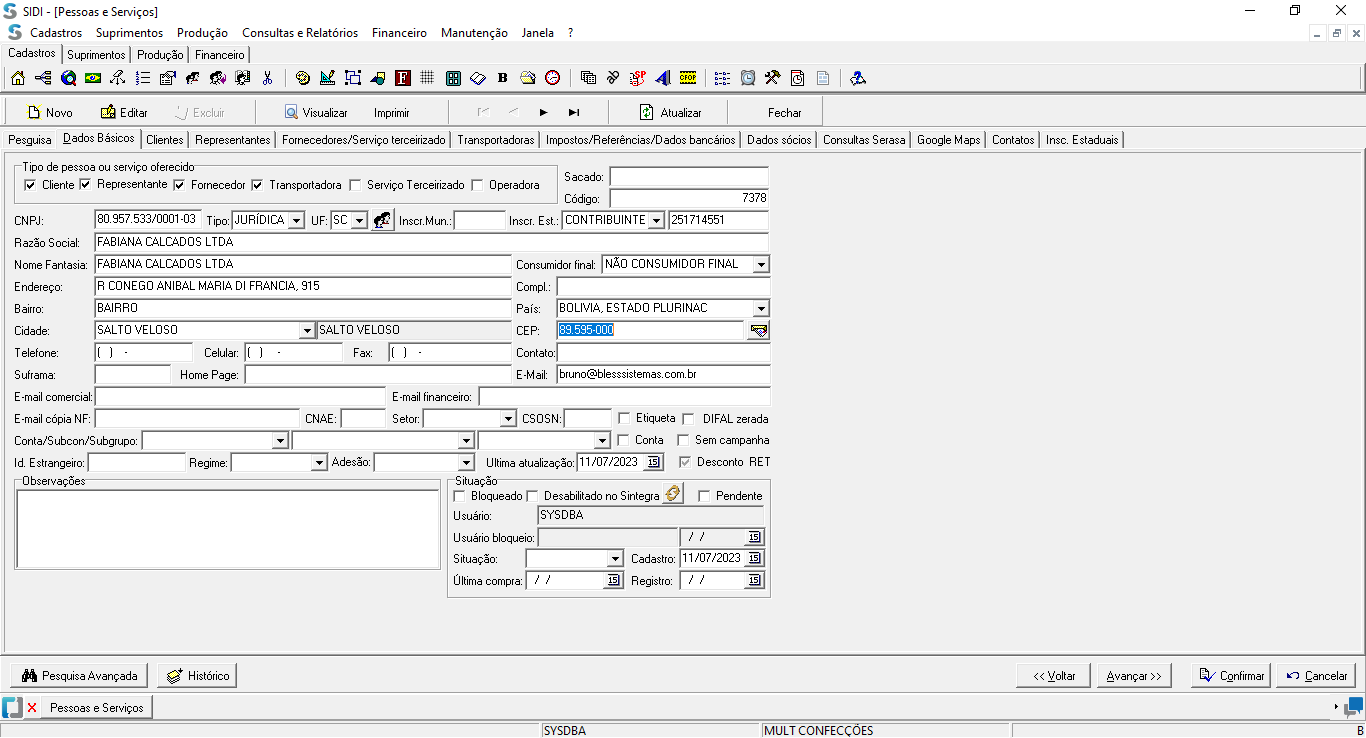 SIDI - [Pessoas e Serviços]
Cadastros Suprimentos Produção Consultas e Relatórios Financeiro Manutenção Janela ?
Cadastros Suprimentos Produção Financeiro
F B SP CFOP
Novo Editar Excluir Visualizar Imprimir Atualizar Fechar
Pesquisa Dados Básicos Clientes Representantes Fornecedores/Serviço terceirizado Transportadoras Impostos/Referências/Dados bancários Dados sócios Consultas Serasa Google Maps Contatos Insc. Estaduais
Tipo de pessoa ou serviço oferecido
Cliente Representante Fornecedor Transportadora Serviço Terceirizado Operadora
Sacado:
Código: 7378
CNPJ: 80.957.533/0001-03 Tipo: JURÍDICA UF: SC Inscr.Mun.: Inscr. Est.: CONTRIBUINTE 251714551
Razão Social: FABIANA CALCADOS LTDA
Nome Fantasia: FABIANA CALCADOS LTDA Consumidor final: NÃO CONSUMIDOR FINAL
Endereço: R CONEGO ANIBAL MARIA DI FRANCIA, 915 Compl.:
Bairro: BAIRRO País: BOLIVIA, ESTADO PLURINAC
Cidade: SALTO VELOSO SALTO VELOSO CEP: 89.595-000
Telefone: ( ) - Celular: ( ) - Fax: ( ) - Contato:
Suframa: Home Page: E-Mail: bruno@blesssistemas.com.br
E-mail comercial: E-mail financeiro:
E-mail cópia NF: CNAE: Setor: CSOSN: Etiqueta DIFAL zerada
Conta/Subcon/Subgrupo: Conta Sem campanha
Id. Estrangeiro: Regime: Adesão: Ultima atualização: 11/07/2023 15 Desconto RET
Observações
Situação
Bloqueado Desabilitado no Sintegra Pendente
Usuário: SYSDBA
Usuário bloqueio: / / 15
Situação: Cadastro: 11/07/2023 15
Última compra: / / 15 Registro: / / 15
Pesquisa Avançada Histórico << Voltar Avançar >> Confirmar Cancelar
Pessoas e Serviços
SYSDBA MULT CONFECÇÕES B